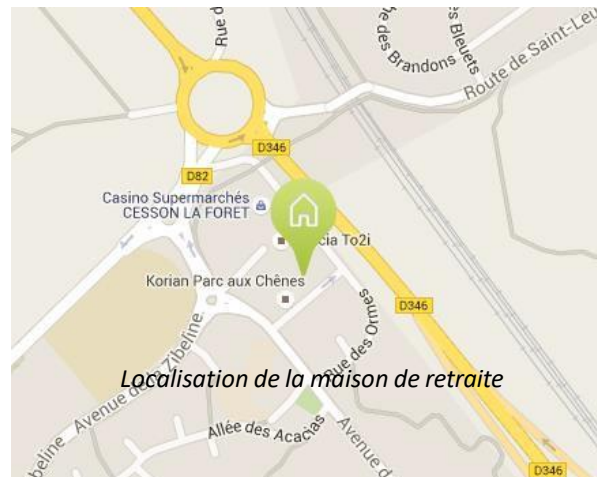 Rue d
he des Brandons
es Bleuets
Route de Saint-Leu
D346
D82
Casino Supermarchés
CESSON LA FORET
cia To2i
Korian Parc aux Chênes
D346
Rue des Ormes
Avenue de la Zibeline
Localisation de la maison de retraite
Allée des Acacias
beline
Avenue d
D346